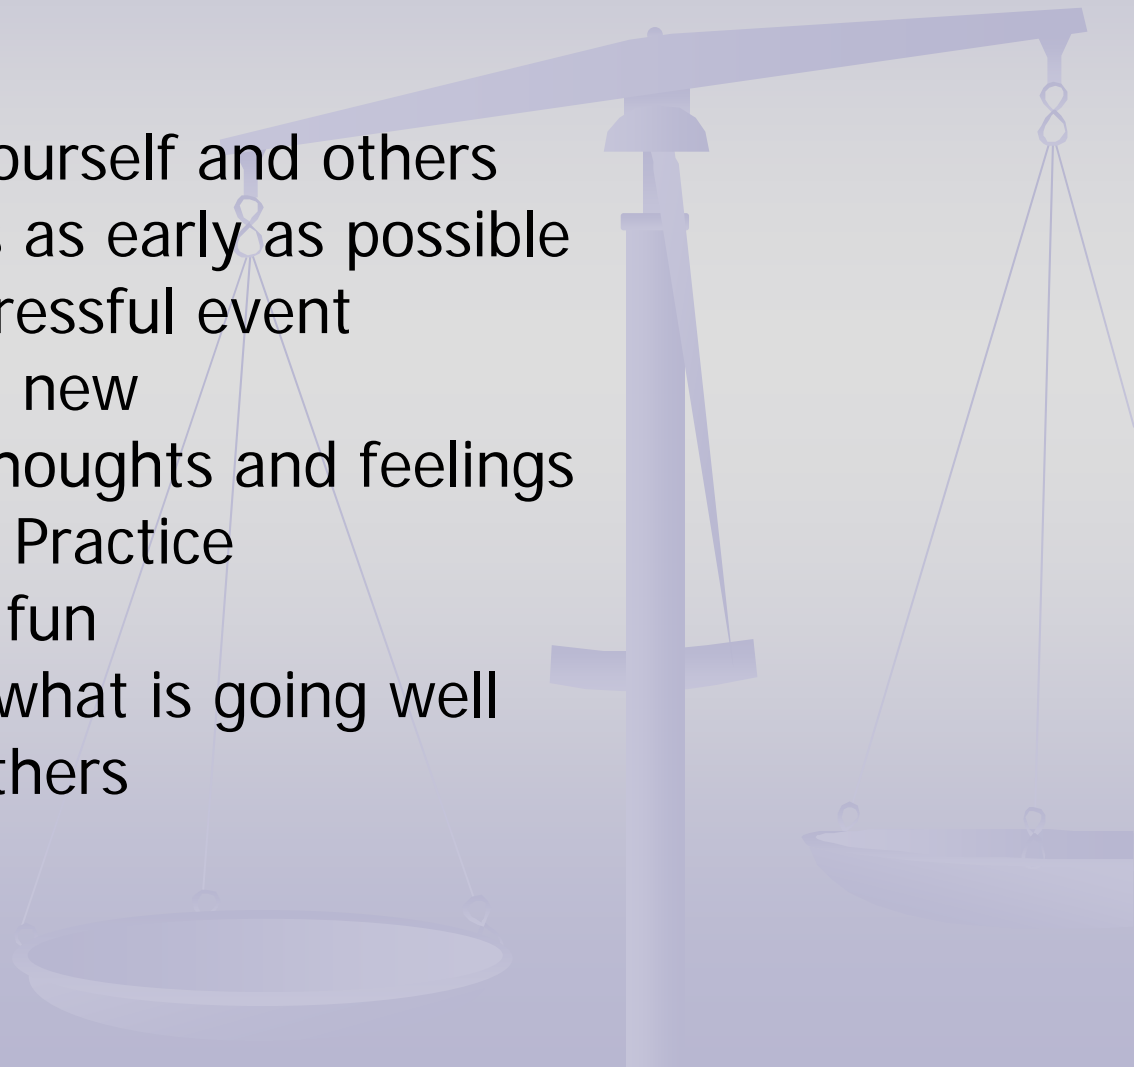 ourself and others
as early as possible
ressful event
new
houghts and feelings
Practice
fun
what is going well
thers